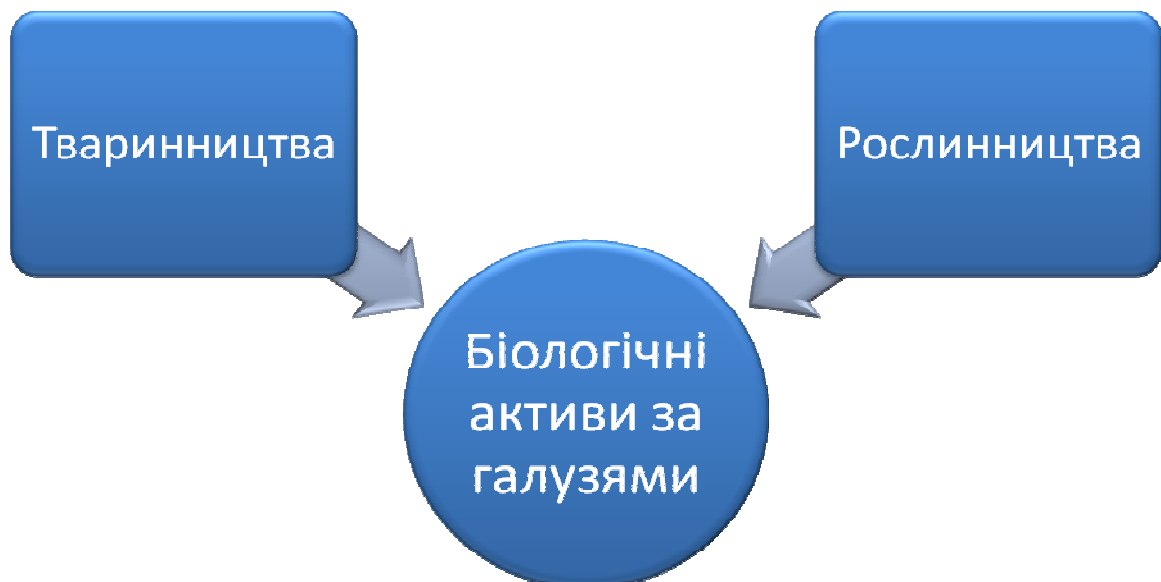 Тваринництва
Рослинництва
Біологічні
активи за
галузями